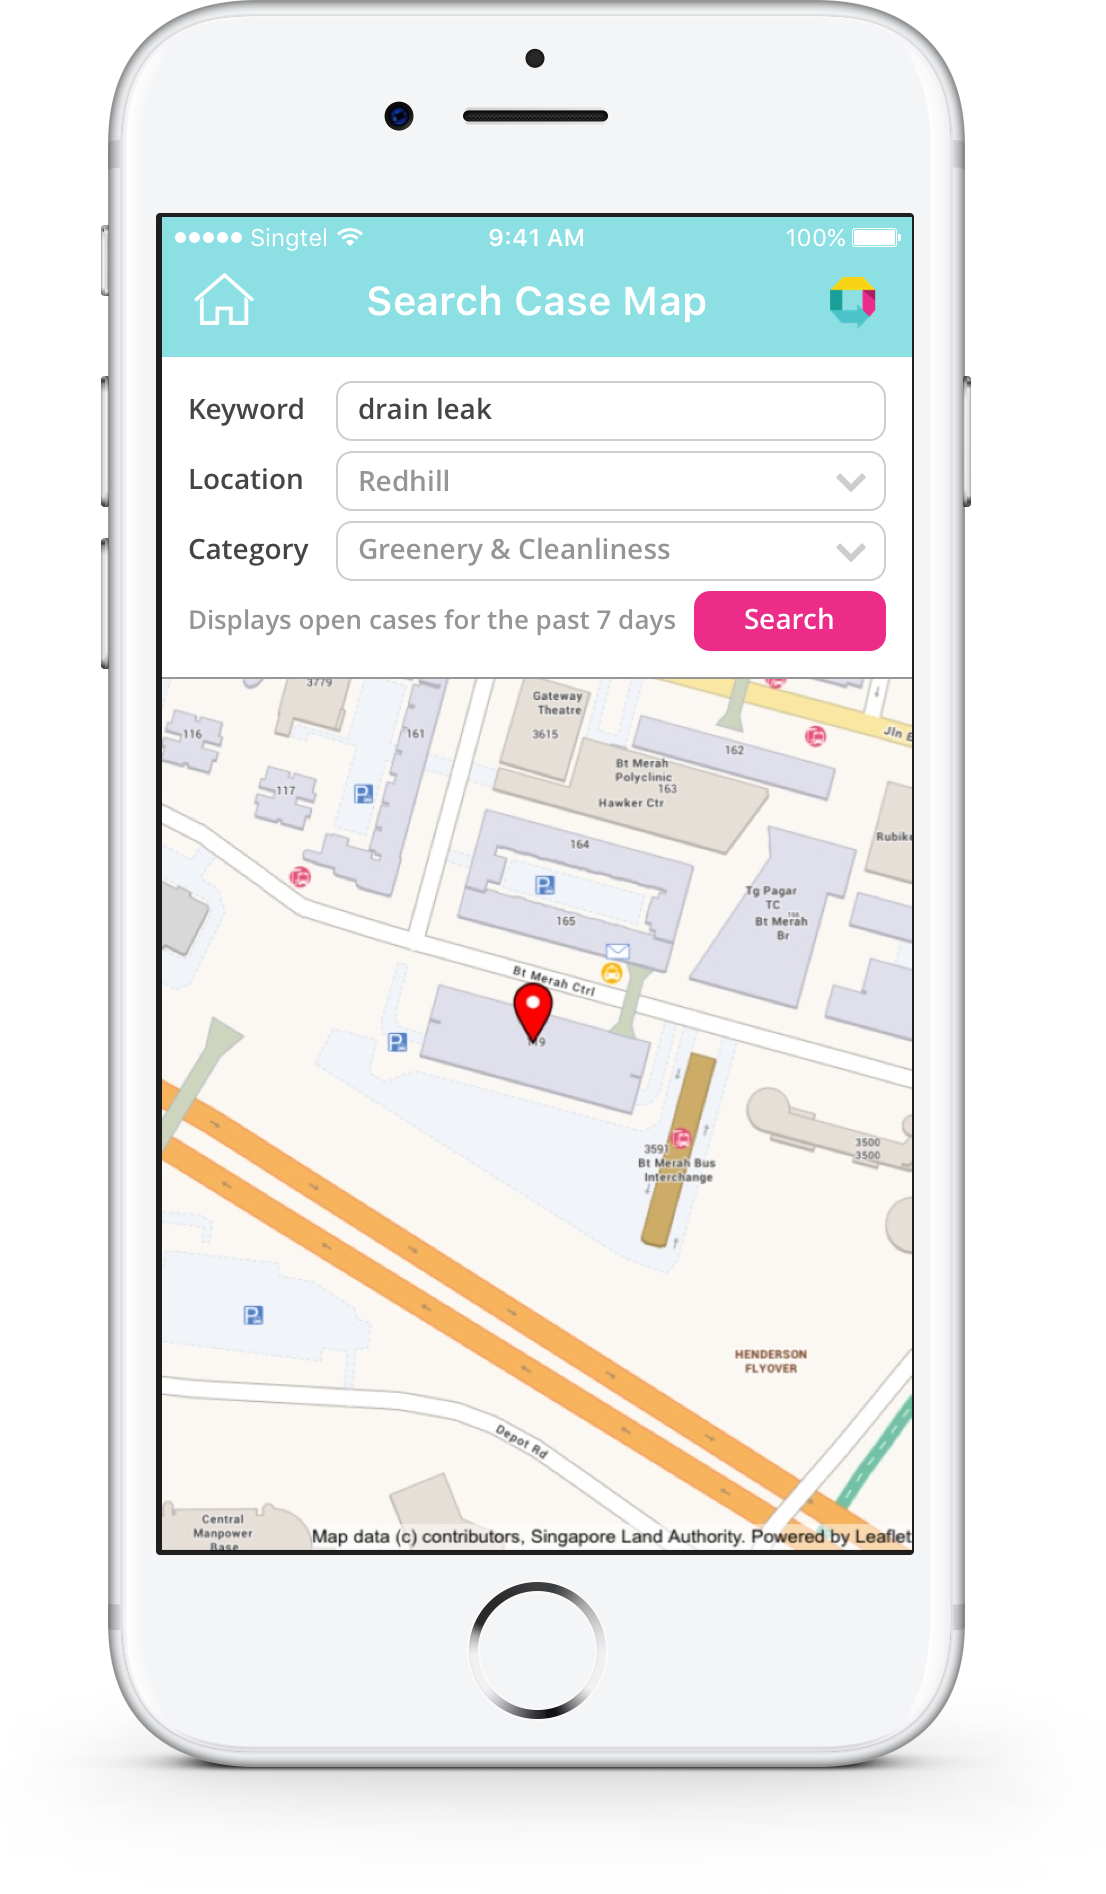 Singtel 9:41 AM 100%
Search Case Map
Keyword drain leak
Location Redhill
Category Greenery & Cleanliness
Displays open cases for the past 7 days Search
3779
Gateway
Theatre
3615
116
161
162
Jln B
Bt Merah
Polyclinic
163
Hawker Ctr
117
P
Rubik
164
P
165
Tg Pagar
TC
166
Bt Merah
Br
Bt Merah Ctrl
P
3591
Bt Merah Bus
Interchange
3500
3500
P
HENDERSON
FLYOVER
Depot Rd
Central
Manpower
Base
Map data (c) contributors, Singapore Land Authority. Powered by Leaflet